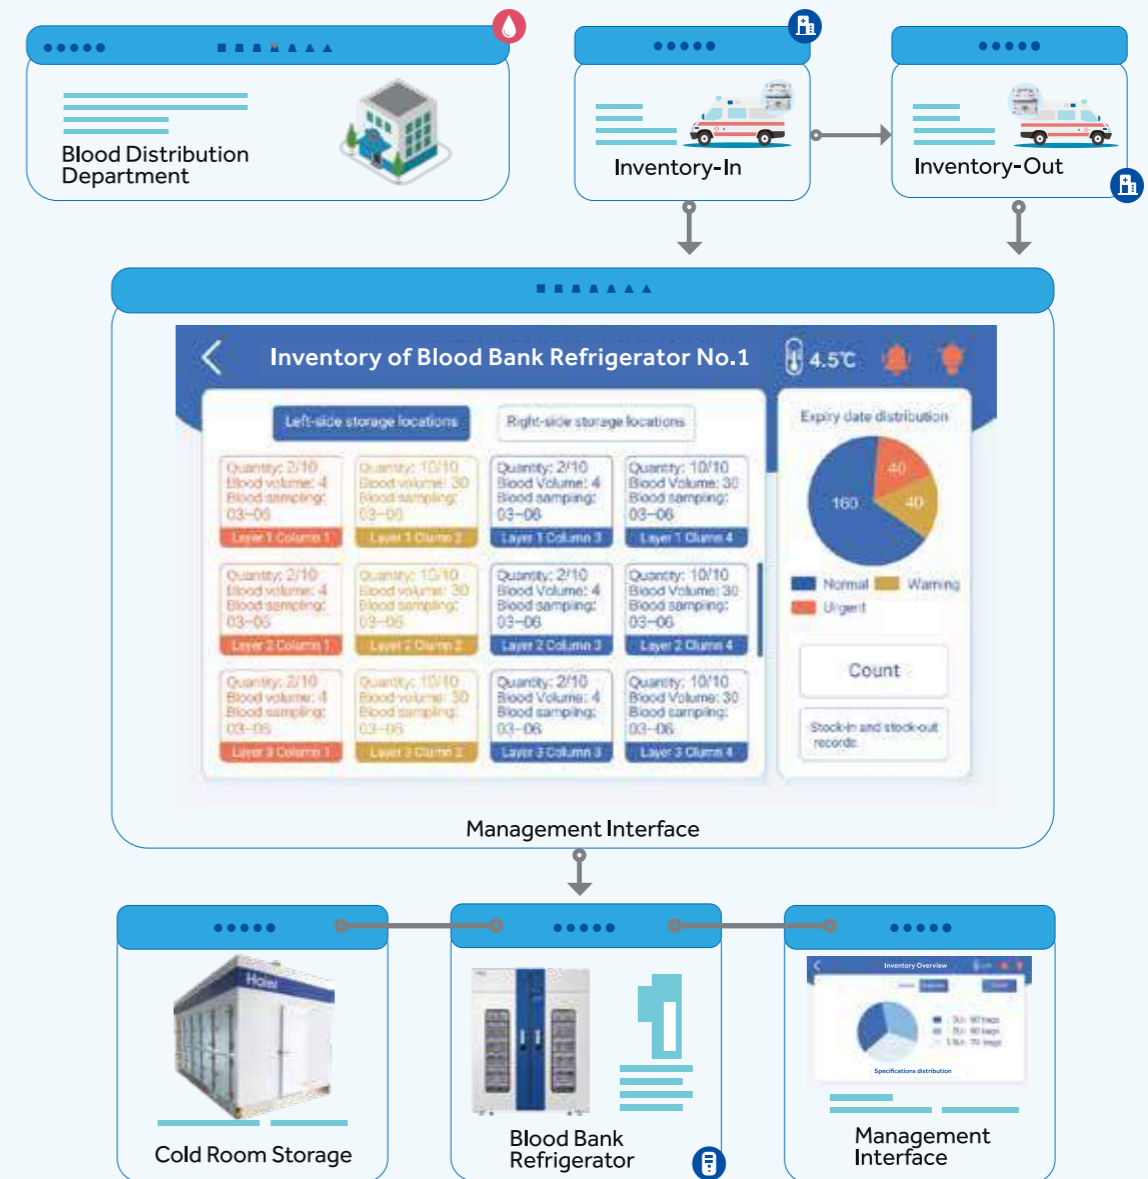 Blood Distribution
Department
Inventory-In
Inventory-Out
Inventory of Blood Bank Refrigerator No.1
4.5℃
Left-side storage locations
Right-side storage locations
Expiry date distribution
Quantity: 2/10
Blood volume: 4
Blood sampling:
03-06
Layer 1 Column 1
Quantity: 10/10
Blood volume: 30
Blood sampling:
03-06
Layer 1 Clumn 2
Quantity: 2/10
Blood Volume: 4
Blood sampling:
03-06
Layer 1 Column 3
Quantity: 10/10
Blood Volume: 30
Blood sampling:
03-06
Layer 1 Clumn 4
Quantity: 2/10
Blood volume: 4
Blood sampling:
03-06
Layer 2 Column 1
Quantity: 10/10
Blood volume: 30
Blood sampling:
03-06
Layer 2 Clumn 2
Quantity: 2/10
Blood Volume: 4
Blood sampling:
03-06
Layer 2 Column 3
Quantity: 10/10
Blood Volume: 30
Blood sampling:
03-06
Layer 2 Clumn 4
Quantity: 2/10
Blood volume: 4
Blood sampling:
03-06
Layer 3 Column 1
Quantity: 10/10
Blood volume: 30
Blood sampling:
03-06
Layer 3 Clumn 2
Quantity: 2/10
Blood Volume: 4
Blood sampling:
03-06
Layer 3 Column 3
Quantity: 10/10
Blood Volume: 30
Blood sampling:
03-06
Layer 3 Clumn 4
40
160
40
Normal
Warning
Urgent
Count
Stock-in and stock-out
records
Management Interface
Haier
Cold Room Storage
Blood Bank
Refrigerator
Inventory Overview
Specifications distribution
Management
Interface